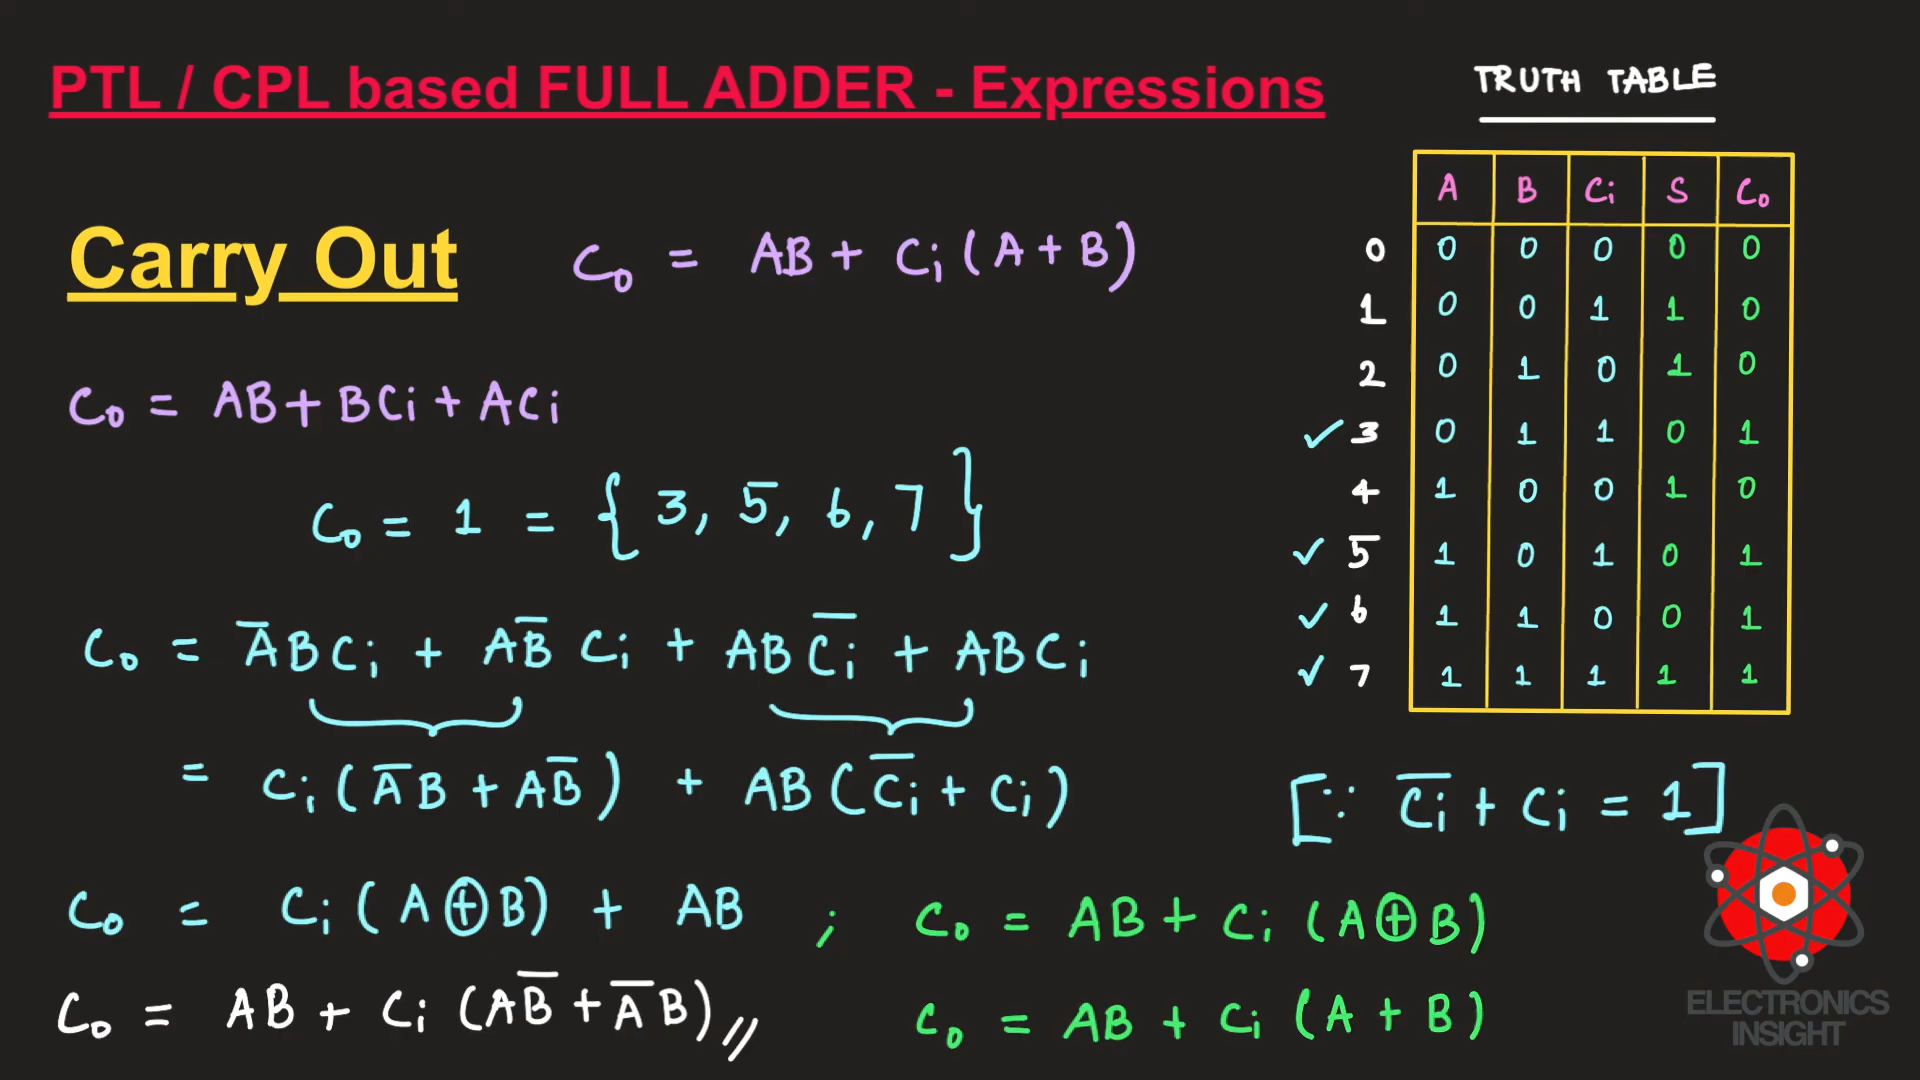 PTL / CPL based FULL ADDER - Expressions
TRUTH TABLE
Carry Out
C₀ = AB + Cᵢ (A + B)
C₀ = AB + BCᵢ + ACᵢ
C₀ = 1 = { 3, 5, 6, 7 }
C₀ = A̅BCᵢ + AB̅Cᵢ + ABC̅ᵢ + ABCᵢ
= Cᵢ (A̅B + AB̅) + AB (C̅ᵢ + Cᵢ)
[∵ C̅ᵢ + Cᵢ = 1]
C₀ = Cᵢ (A⊕B) + AB ; C₀ = AB + Cᵢ (A⊕B)
C₀ = AB + Cᵢ (AB̅ + A̅B) //
C₀ = AB + Cᵢ (A + B)
A B Cᵢ S C₀
0 0 0 0 0 0
1 0 0 1 1 0
2 0 1 0 1 0
✓ 3 0 1 1 0 1
4 1 0 0 1 0
✓ 5 1 0 1 0 1
✓ 6 1 1 0 0 1
✓ 7 1 1 1 1 1
ELECTRONICS
INSIGHT